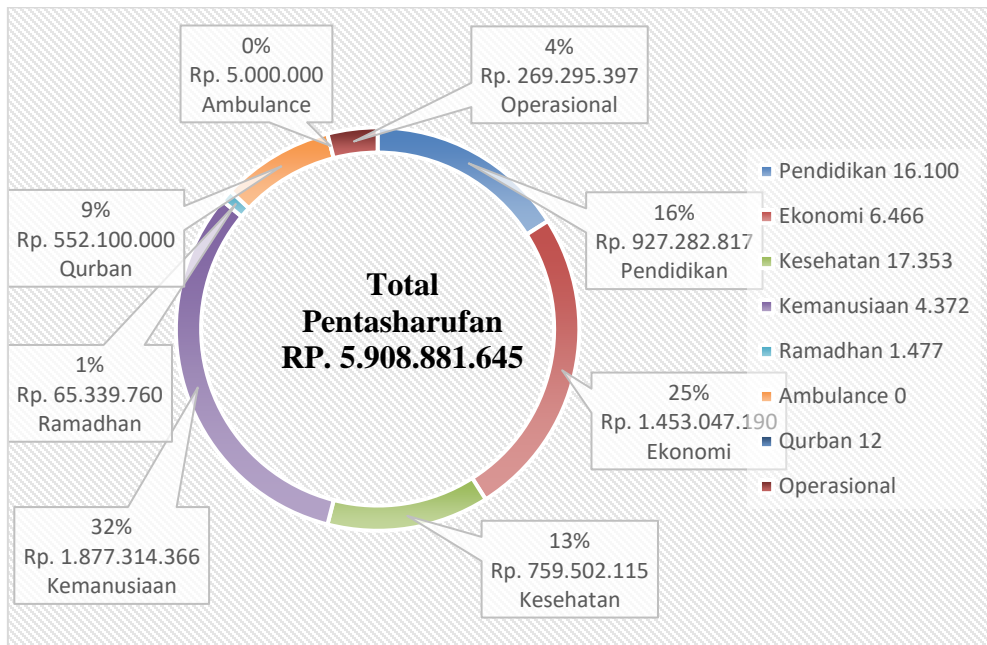 0%
Rp. 5.000.000
Ambulance
4%
Rp. 269.295.397
Operasional
16%
Rp. 927.282.817
Pendidikan
25%
Rp. 1.453.047.190
Ekonomi
13%
Rp. 759.502.115
Kesehatan
32%
Rp. 1.877.314.366
Kemanusiaan
1%
Rp. 65.339.760
Ramadhan
9%
Rp. 552.100.000
Qurban
Total
Pentasharufan
RP. 5.908.881.645
Pendidikan 16.100
Ekonomi 6.466
Kesehatan 17.353
Kemanusiaan 4.372
Ramadhan 1.477
Ambulance 0
Qurban 12
Operasional